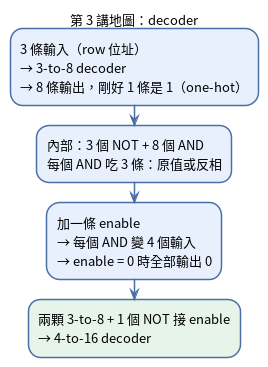 第 3 講地圖：decoder
3 條輸入（row 位址）
→ 3-to-8 decoder
→ 8 條輸出，剛好 1 條是 1（one-hot）
內部：3 個 NOT + 8 個 AND
每個 AND 吃 3 條：原值或反相
加一條 enable
→ 每個 AND 變 4 個輸入
→ enable = 0 時全部輸出 0
兩顆 3-to-8 + 1 個 NOT 接 enable
→ 4-to-16 decoder